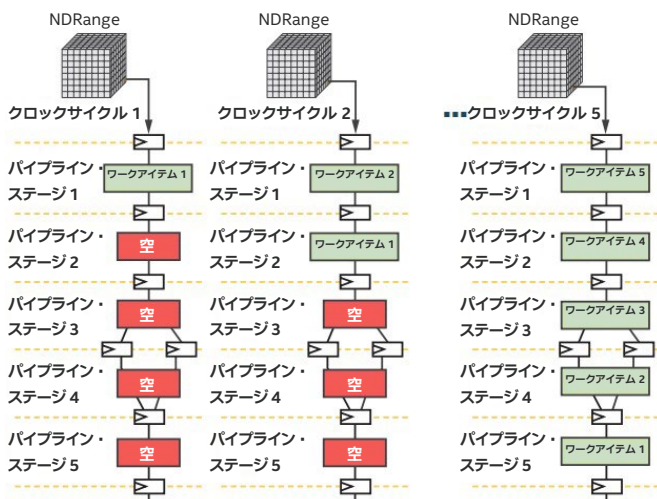 NDRange
クロックサイクル 1
パイプライン・
ステージ 1
ワークアイテム 1
パイプライン・
ステージ 2
空
パイプライン・
ステージ 3
空
パイプライン・
ステージ 4
空
パイプライン・
ステージ 5
空
NDRange
クロックサイクル 2
パイプライン・
ステージ 1
ワークアイテム 2
パイプライン・
ステージ 2
ワークアイテム 1
パイプライン・
ステージ 3
空
パイプライン・
ステージ 4
空
パイプライン・
ステージ 5
空
NDRange
クロックサイクル 5
パイプライン・
ステージ 1
ワークアイテム 5
パイプライン・
ステージ 2
ワークアイテム 4
パイプライン・
ステージ 3
ワークアイテム 3
パイプライン・
ステージ 4
ワークアイテム 2
パイプライン・
ステージ 5
ワークアイテム 1